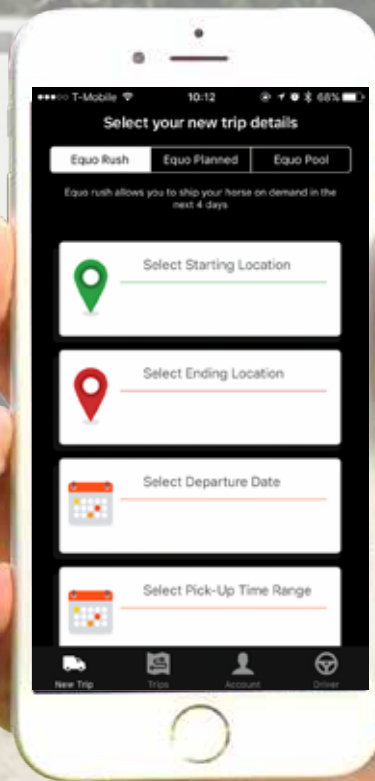 T-Mobile 10:12 68%
Select your new trip details
Equo Rush Equo Planned Equo Pool
Equo rush allows you to ship your horse on demand in the
next 4 days
Select Starting Location
Select Ending Location
Select Departure Date
Select Pick-Up Time Range
New Trip Trips Account Driver